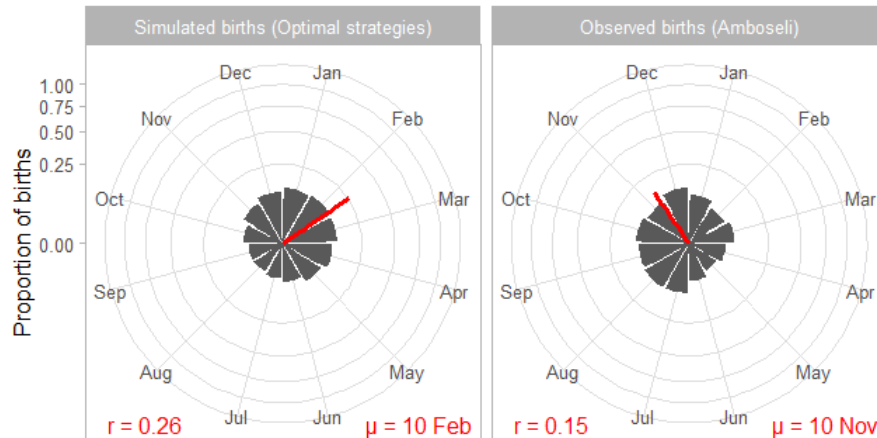 Simulated births (Optimal strategies)
Observed births (Amboseli)
Proportion of births
1.00
0.75
0.50
0.25
0.00
Dec
Jan
Nov
Feb
Oct
Mar
Sep
Apr
Aug
May
Jul
Jun
r = 0.26
μ = 10 Feb
Dec
Jan
Nov
Feb
Oct
Mar
Sep
Apr
Aug
May
Jul
Jun
r = 0.15
μ = 10 Nov